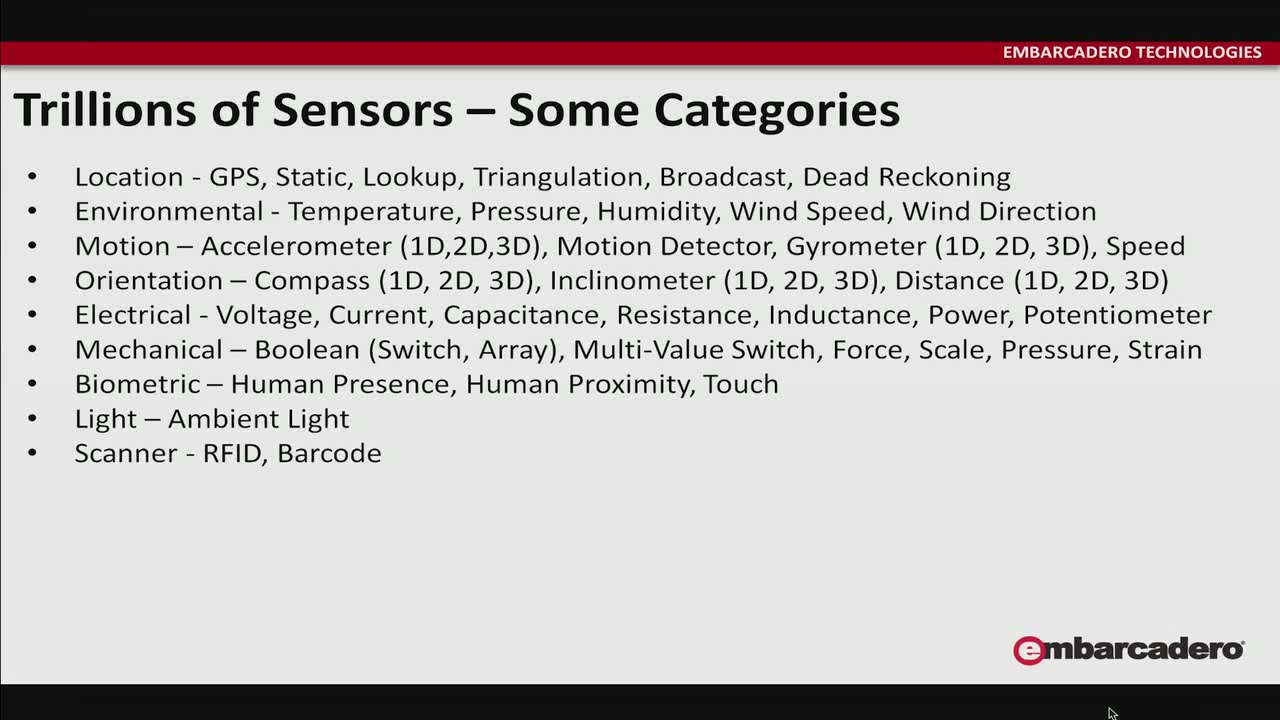 EMBARCADERO TECHNOLOGIES
Trillions of Sensors – Some Categories
• Location - GPS, Static, Lookup, Triangulation, Broadcast, Dead Reckoning
• Environmental - Temperature, Pressure, Humidity, Wind Speed, Wind Direction
• Motion – Accelerometer (1D,2D,3D), Motion Detector, Gyrometer (1D, 2D, 3D), Speed
• Orientation – Compass (1D, 2D, 3D), Inclinometer (1D, 2D, 3D), Distance (1D, 2D, 3D)
• Electrical - Voltage, Current, Capacitance, Resistance, Inductance, Power, Potentiometer
• Mechanical – Boolean (Switch, Array), Multi-Value Switch, Force, Scale, Pressure, Strain
• Biometric – Human Presence, Human Proximity, Touch
• Light – Ambient Light
• Scanner - RFID, Barcode
embarcadero